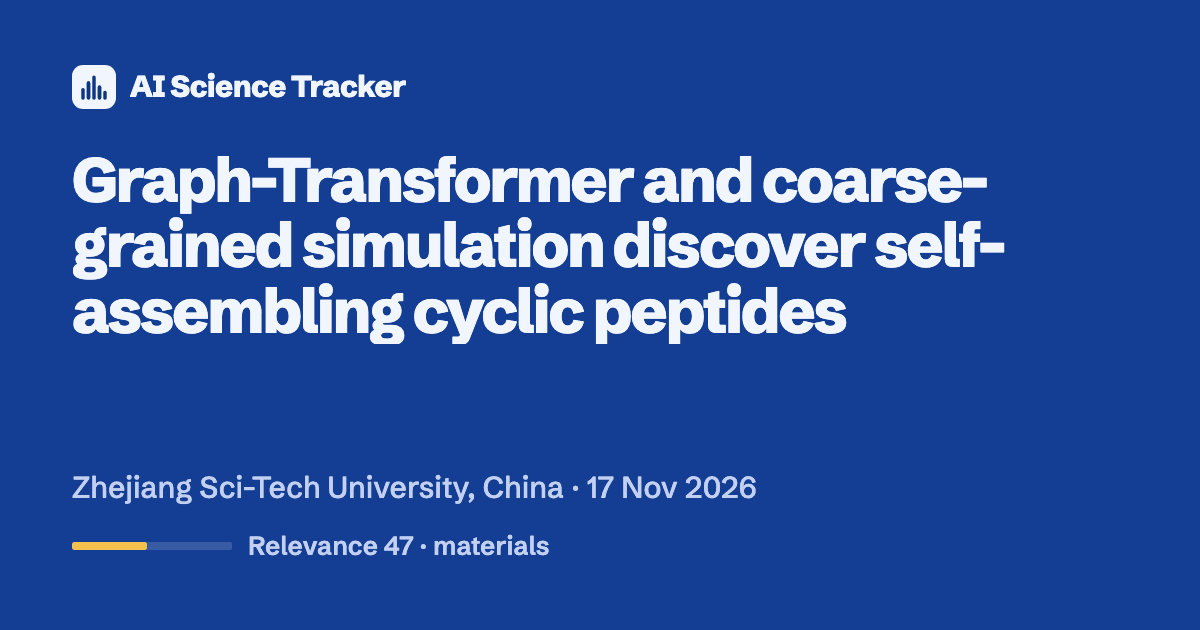 AI Science Tracker
Graph-Transformer and coarse-
grained simulation discover self-
assembling cyclic peptides
Zhejiang Sci-Tech University, China · 17 Nov 2026
Relevance 47 · materials